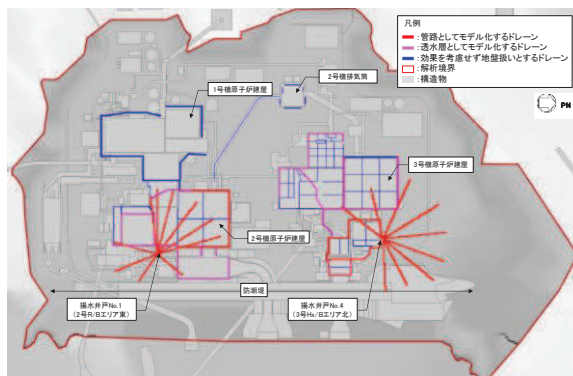 凡例
:管路としてモデル化するドレーン
:透水層としてモデル化するドレーン
:効果を考慮せず地盤扱いとするドレーン
:解析境界
:構造物
PN
2号機排気筒
1号機原子炉建屋
3号機原子炉建屋
2号機原子炉建屋
防潮堤
揚水井戸No.1
(2号R/Bエリア東)
揚水井戸No.4
(3号Hx/Bエリア北)